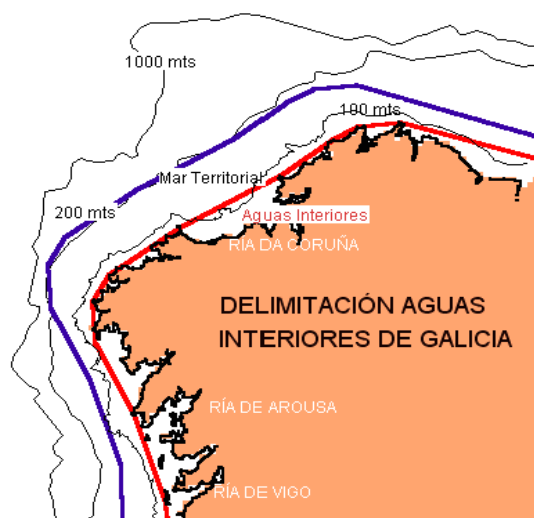 1000 mts
100 mts
Mar Territorial
200 mts
Aguas Interiores
RÍA DA CORUÑA
DELIMITACIÓN AGUAS
INTERIORES DE GALICIA
RÍA DE AROUSA
RÍA DE VIGO